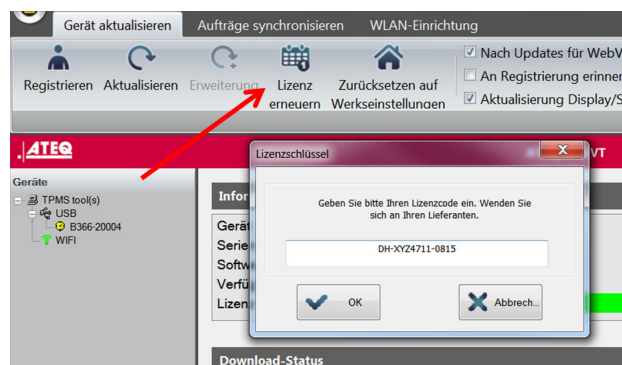 Gerät aktualisieren Aufträge synchronisieren WLAN-Einrichtung
Registrieren Aktualisieren Erweiterung Lizenz erneuern Zurücksetzen auf Werkseinstellungen
Nach Updates für WebV
An Registrierung erinner
Aktualisierung Display/S
ATEQ
VT
Geräte
TPMS tool(s)
USB
B366-20004
WIFI
Lizenzschlüssel
Geben Sie bitte Ihren Lizenzcode ein. Wenden Sie
sich an Ihren Lieferanten.
DH-XYZ4711-0815
OK
Abbrech...
Infor
Gerät
Serie
Softw
Verfü
Lizen
Download-Status